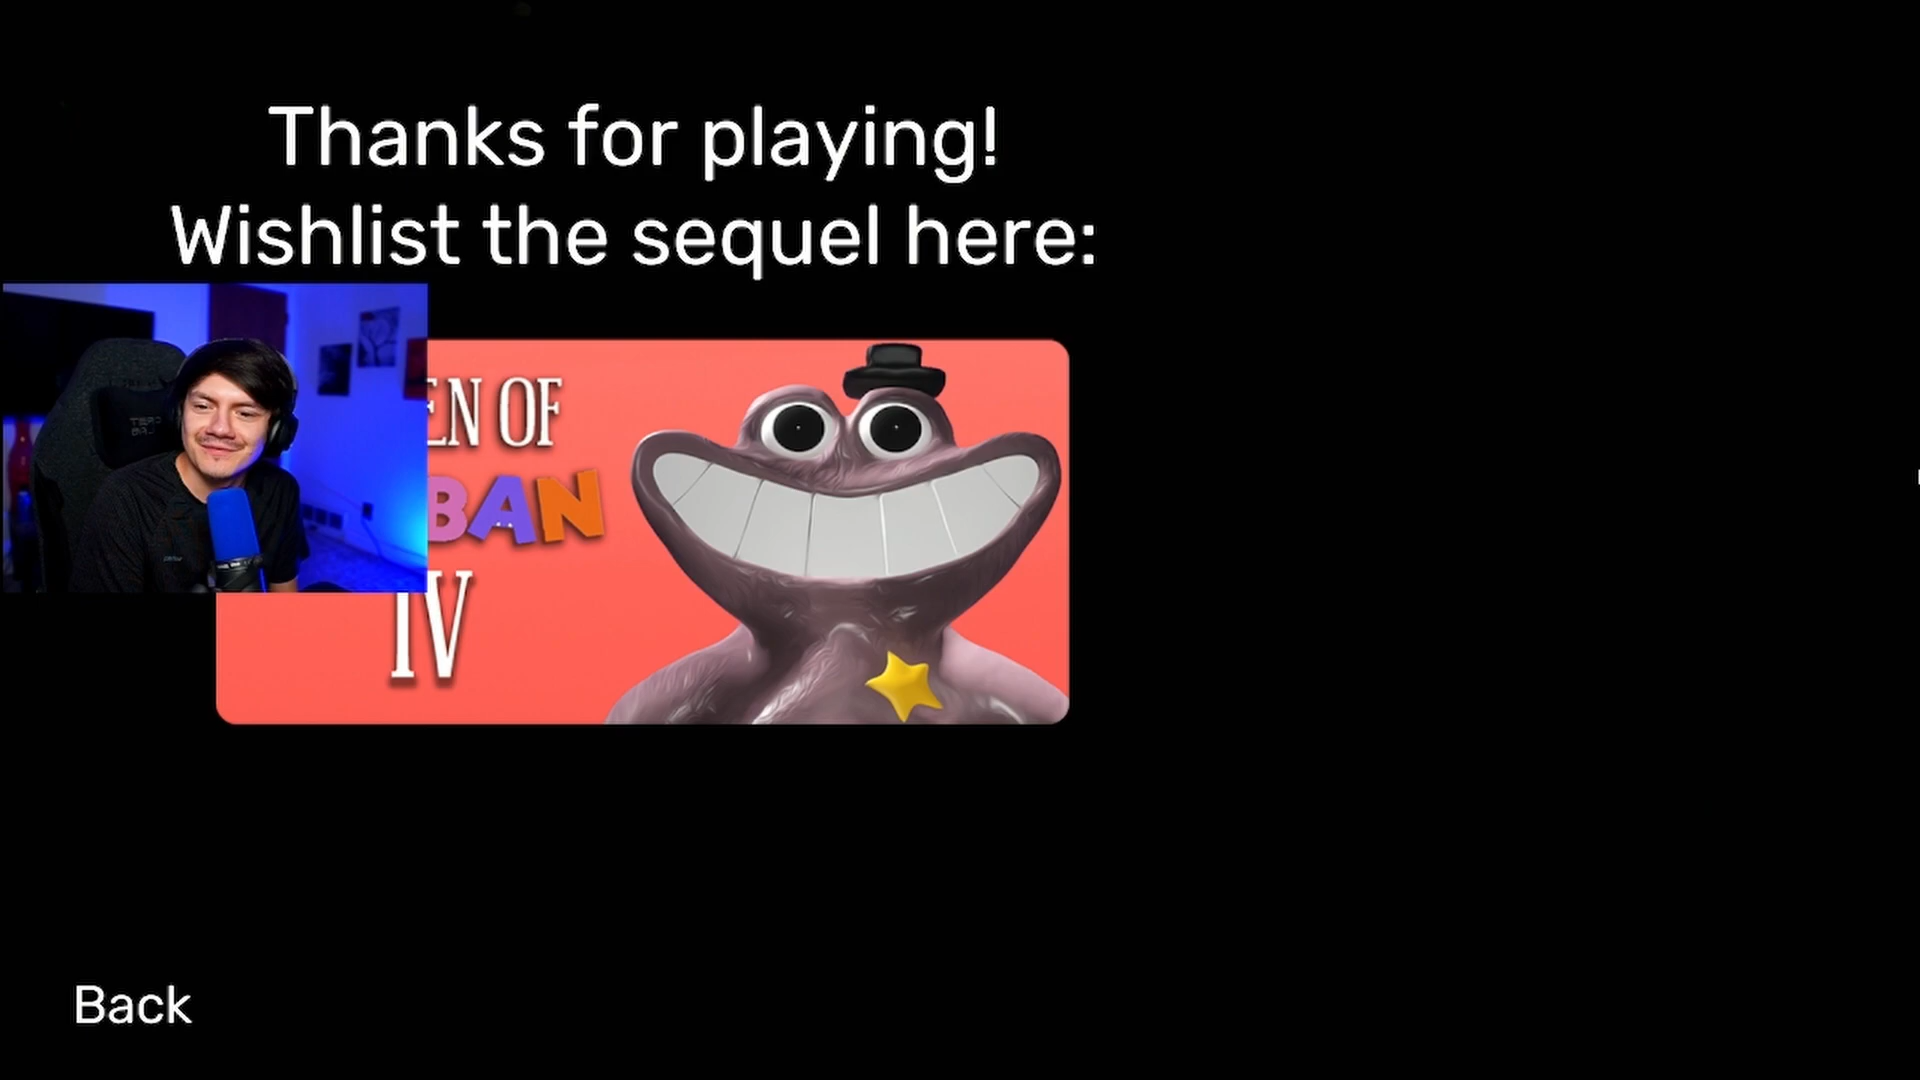 Thanks for playing!
Wishlist the sequel here:
EN OF
BAN
IV
Back